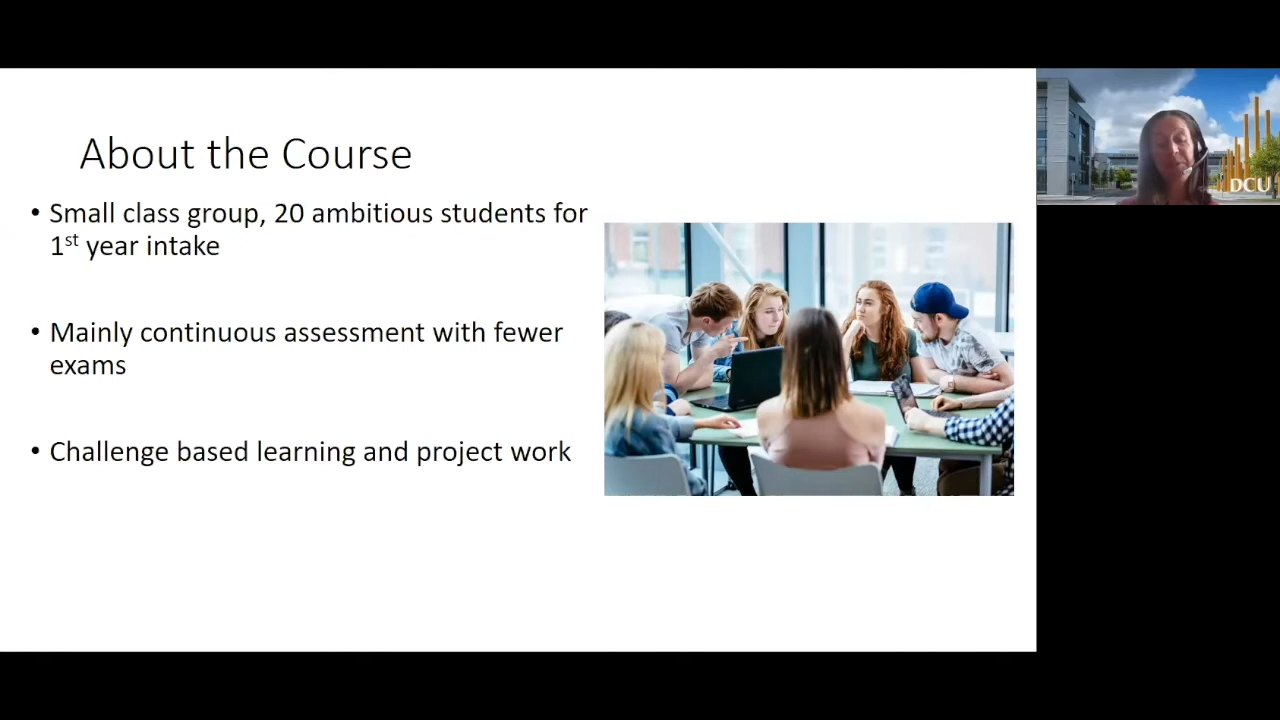 About the Course
• Small class group, 20 ambitious students for
1st year intake
• Mainly continuous assessment with fewer
exams
• Challenge based learning and project work
DCU